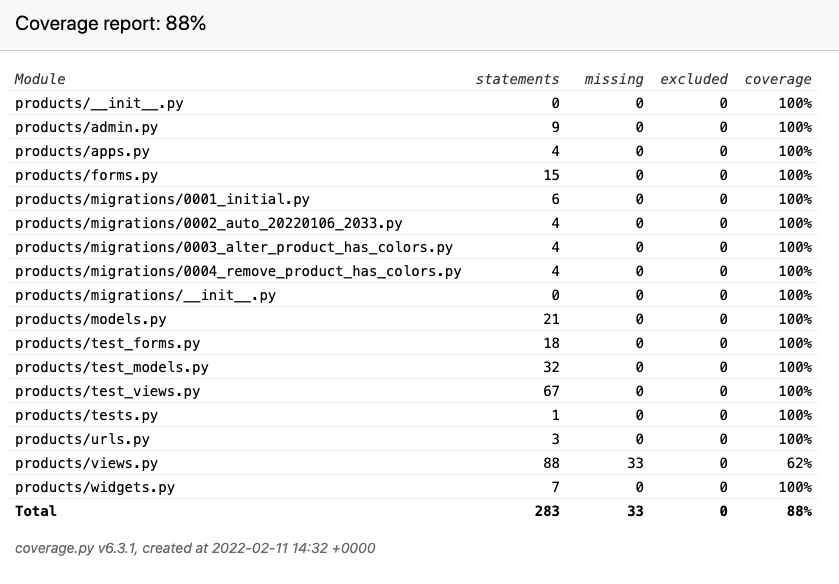 Coverage report: 88%
Module statements missing excluded coverage
products/__init__.py 0 0 0 100%
products/admin.py 9 0 0 100%
products/apps.py 4 0 0 100%
products/forms.py 15 0 0 100%
products/migrations/0001_initial.py 6 0 0 100%
products/migrations/0002_auto_20220106_2033.py 4 0 0 100%
products/migrations/0003_alter_product_has_colors.py 4 0 0 100%
products/migrations/0004_remove_product_has_colors.py 4 0 0 100%
products/migrations/__init__.py 0 0 0 100%
products/models.py 21 0 0 100%
products/test_forms.py 18 0 0 100%
products/test_models.py 32 0 0 100%
products/test_views.py 67 0 0 100%
products/tests.py 1 0 0 100%
products/urls.py 3 0 0 100%
products/views.py 88 33 0 62%
products/widgets.py 7 0 0 100%
Total 283 33 0 88%
coverage.py v6.3.1, created at 2022-02-11 14:32 +0000